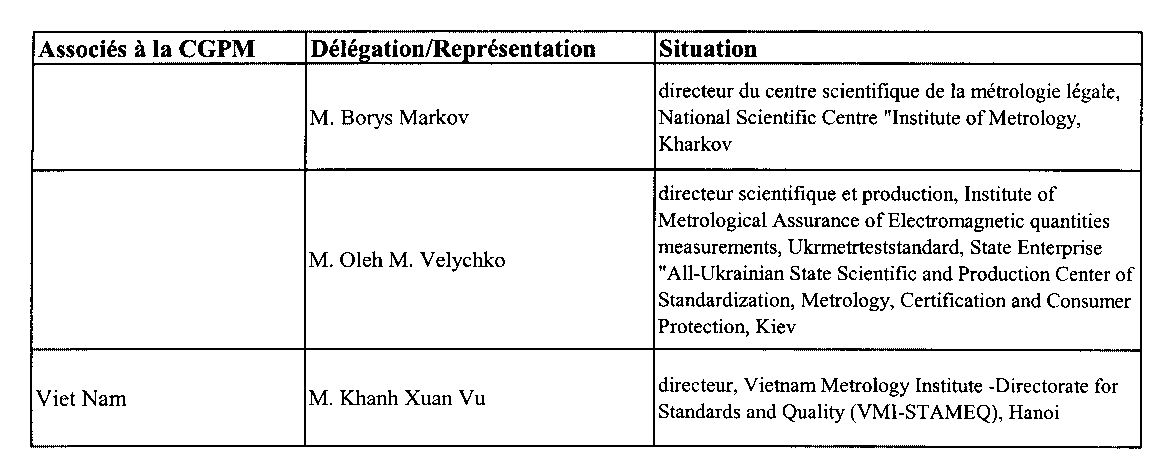 Associés à la CGPM Délégation/Représentation Situation
directeur du centre scientifique de la métrologie légale,
M. Borys Markov National Scientific Centre "Institute of Metrology,
Kharkov
directeur scientifique et production, Institute of
Metrological Assurance of Electromagnetic quantities
measurements, Ukrmetrteststandard, State Enterprise
M. Oleh M. Velychko
"All-Ukrainian State Scientific and Production Center of
Standardization, Metrology, Certification and Consumer
Protection, Kiev
Viet Nam M. Khanh Xuan Vu
directeur, Vietnam Metrology Institute -Directorate for
Standards and Quality (VMI-STAMEQ), Hanoi